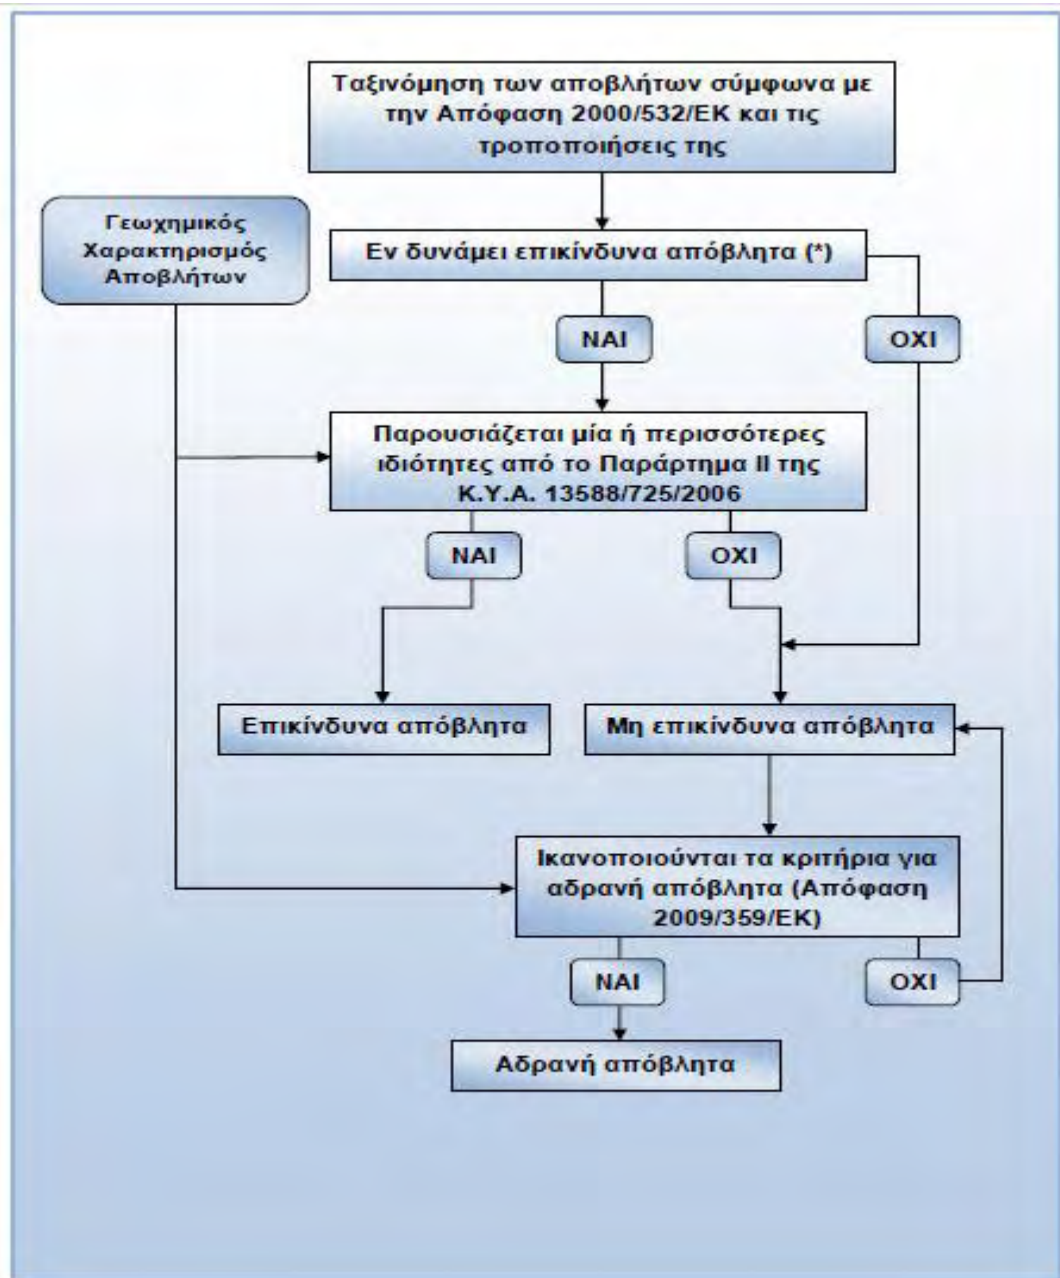 Ταξινόμηση των αποβλήτων σύμφωνα με
την Απόφαση 2000/532/ΕΚ και τις
τροποποιήσεις της
Γεωχημικός
Χαρακτηρισμός
Αποβλήτων
Εν δυνάμει επικίνδυνα απόβλητα (*)
ΝΑΙ
ΟΧΙ
Παρουσιάζεται μία ή περισσότερες
ιδιότητες από το Παράρτημα ΙΙ της
Κ.Υ.Α. 13588/725/2006
ΝΑΙ
ΟΧΙ
Επικίνδυνα απόβλητα
Μη επικίνδυνα απόβλητα
Ικανοποιούνται τα κριτήρια για
αδρανή απόβλητα (Απόφαση
2009/359/ΕΚ)
ΝΑΙ
ΟΧΙ
Αδρανή απόβλητα